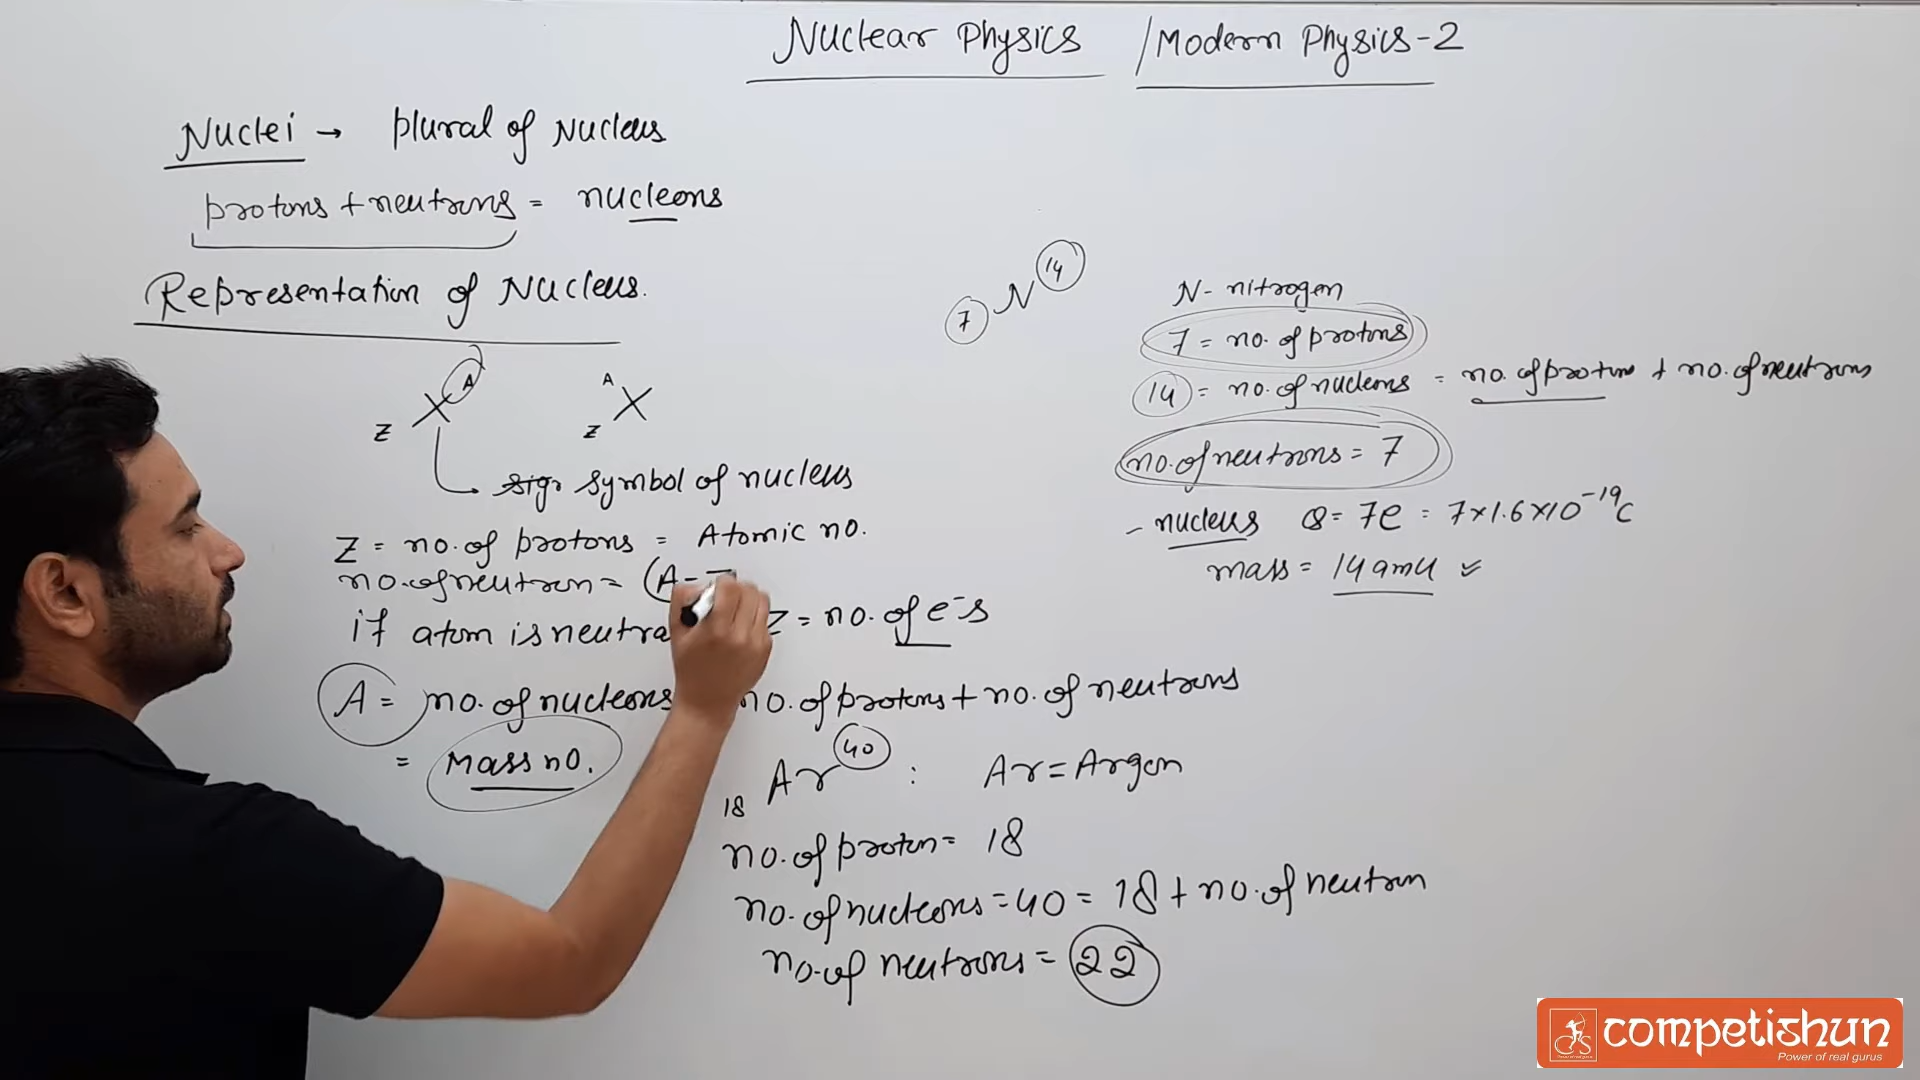 Nuclear Physics / Modern Physics-2
Nuclei → plural of Nucleus
protons + neutrons = nucleons
Representation of Nucleus.
Z X A
A Z X
symbol of nucleus
Z = no. of protons = Atomic no.
no. of neutron = (A-
if atom is neutra Z = no. of e⁻s
A = no. of nucleons no. of protons + no. of neutrons
= Mass no.
7 N 14
N - nitrogen
7 = no. of protons
14 = no. of nucleons = no. of protons + no. of neutrons
no. of neutrons = 7
- nucleus Q = 7e = 7×1.6×10⁻¹⁹C
mass = 14 amu ✓
18 Ar 40 : Ar = Argon
no. of proton = 18
no. of nucleons = 40 = 18 + no. of neutron
no. of neutrons = 22
competishun
Power of real gurus